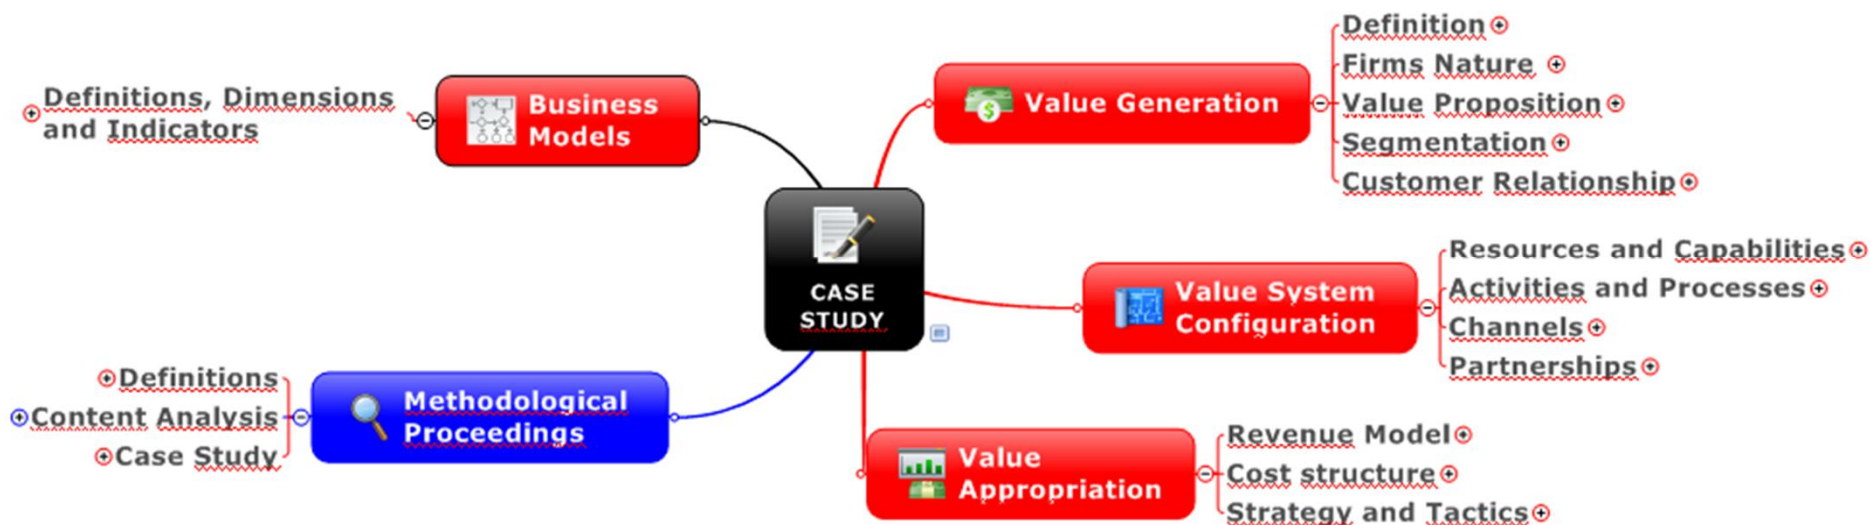 Definitions, Dimensions
and Indicators
Business
Models
Value Generation
Definition
Firms Nature
Value Proposition
Segmentation
Customer Relationship
CASE
STUDY
Value System
Configuration
Resources and Capabilities
Activities and Processes
Channels
Partnerships
Definitions
Content Analysis
Case Study
Methodological
Proceedings
Value
Appropriation
Revenue Model
Cost structure
Strategy and Tactics